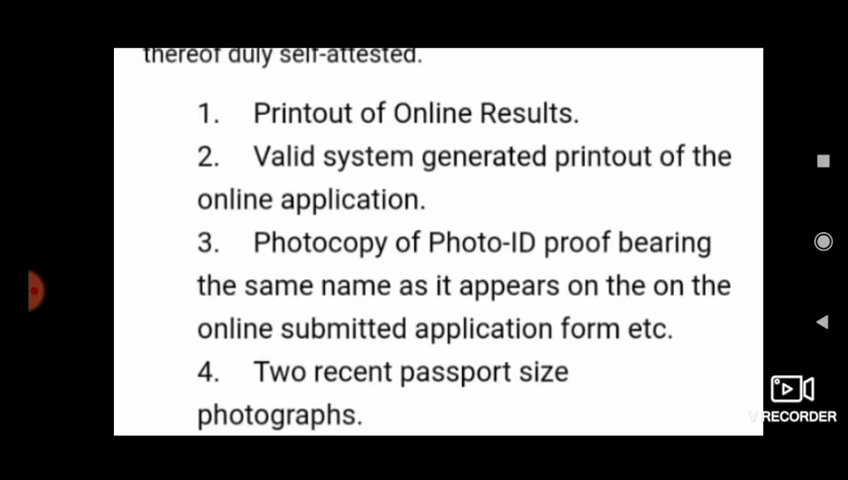 thereof duly self-attested.
1. Printout of Online Results.
2. Valid system generated printout of the
online application.
3. Photocopy of Photo-ID proof bearing
the same name as it appears on the on the
online submitted application form etc.
4. Two recent passport size
photographs.
VRECORDER